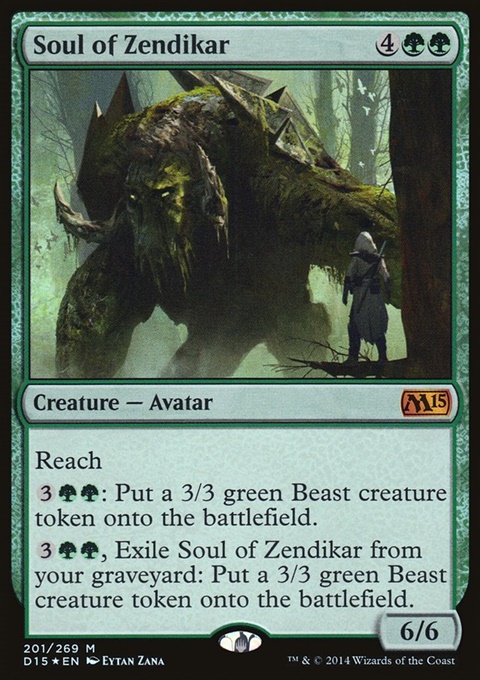 Soul of Zendikar 4
Creature — Avatar M15
Reach
3: Put a 3/3 green Beast creature
token onto the battlefield.
3, Exile Soul of Zendikar from
your graveyard: Put a 3/3 green Beast
creature token onto the battlefield.
6/6
201/269 M
D15★EN Eytan Zana
™ & © 2014 Wizards of the Coast